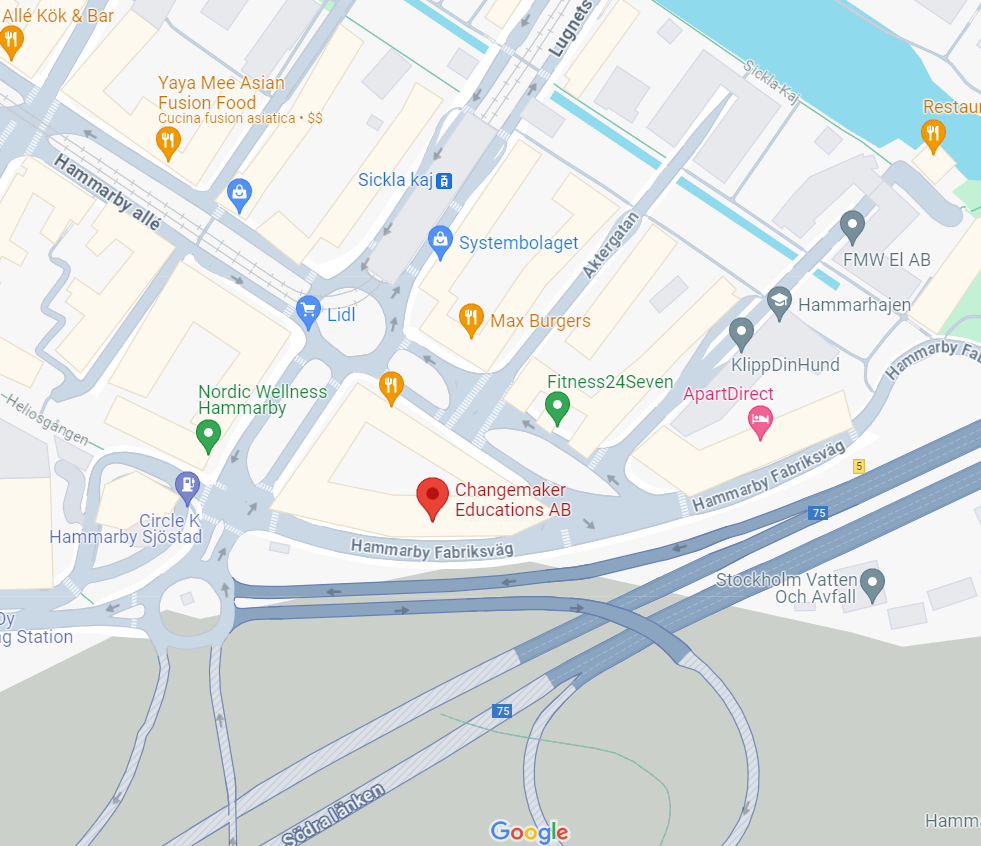 Allé Kök & Bar
Lugnets
Sickla-Kaj
Yaya Mee Asian
Fusion Food
Cucina fusion asiatica • $$
Restau
Hammarby allé
Sickla kaj
Systembolaget
Aktergatan
FMW El AB
Lidl
Max Burgers
Hammarhajen
KlippDinHund
Hammarby Fab
Nordic Wellness
Hammarby
Fitness24Seven
ApartDirect
Heliosgången
Changemaker
Educations AB
Hammarby Fabriksväg
5
75
Circle K
Hammarby Sjöstad
Hammarby Fabriksväg
Stockholm Vatten
Och Avfall
Oy
ng Station
75
Södra länken
Google
Hamm